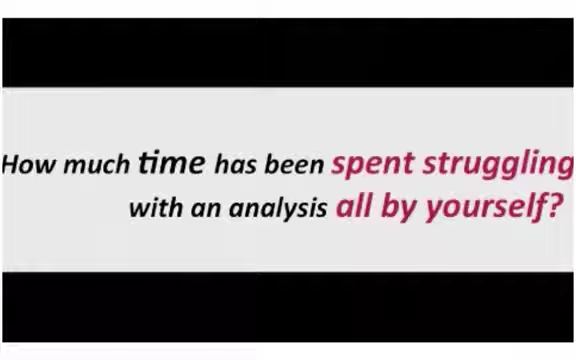 How much time has been spent struggling
with an analysis all by yourself?